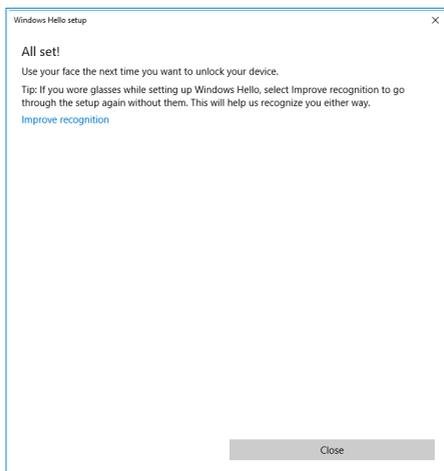 Windows Hello setup
All set!
Use your face the next time you want to unlock your device.
Tip: If you wore glasses while setting up Windows Hello, select Improve recognition to go
through the setup again without them. This will help us recognize you either way.
Improve recognition
Close